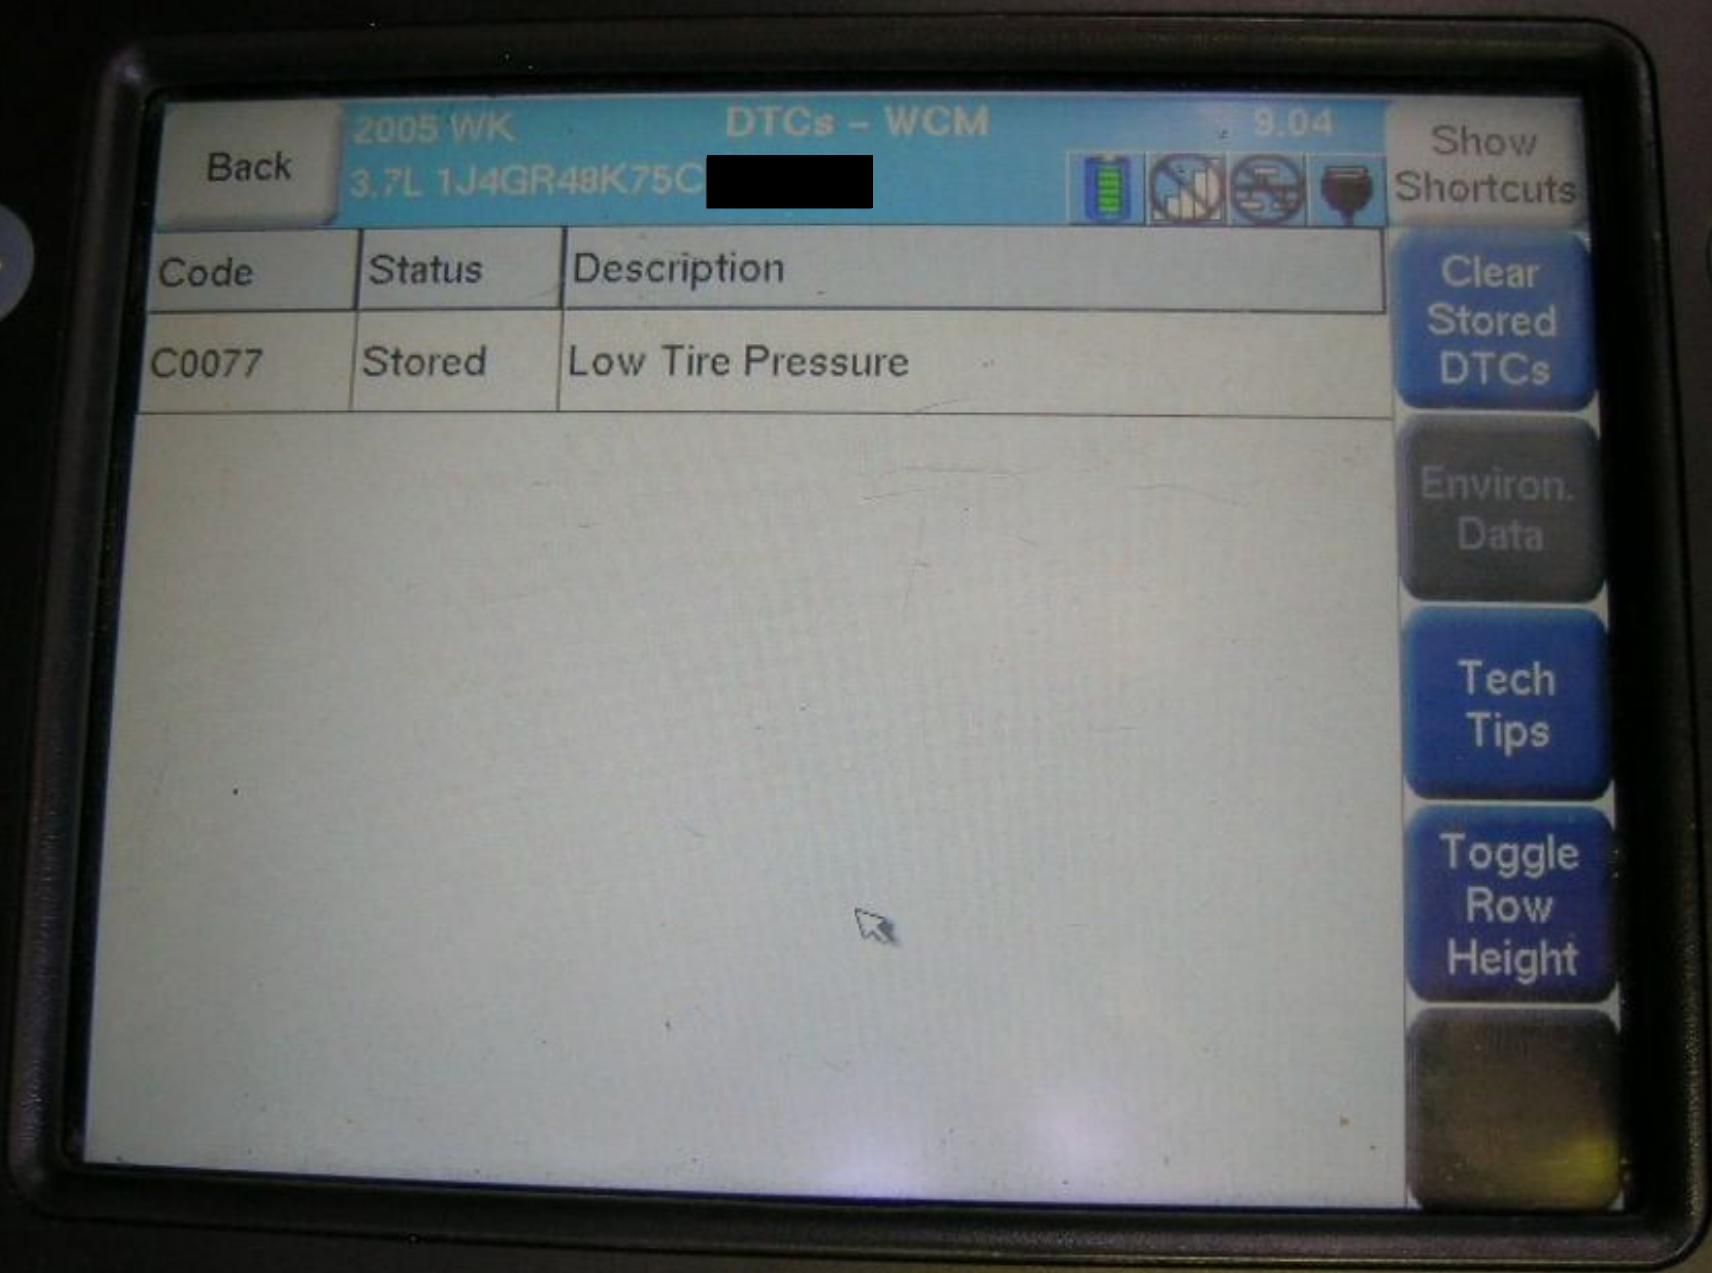 Back
2005 WK
DTCs - WCM
9.04
Show
Shortcuts
3.7L 1J4GR48K75C
Code
Status
Description
C0077
Stored
Low Tire Pressure
Clear
Stored
DTCs
Environ.
Data
Tech
Tips
Toggle
Row
Height